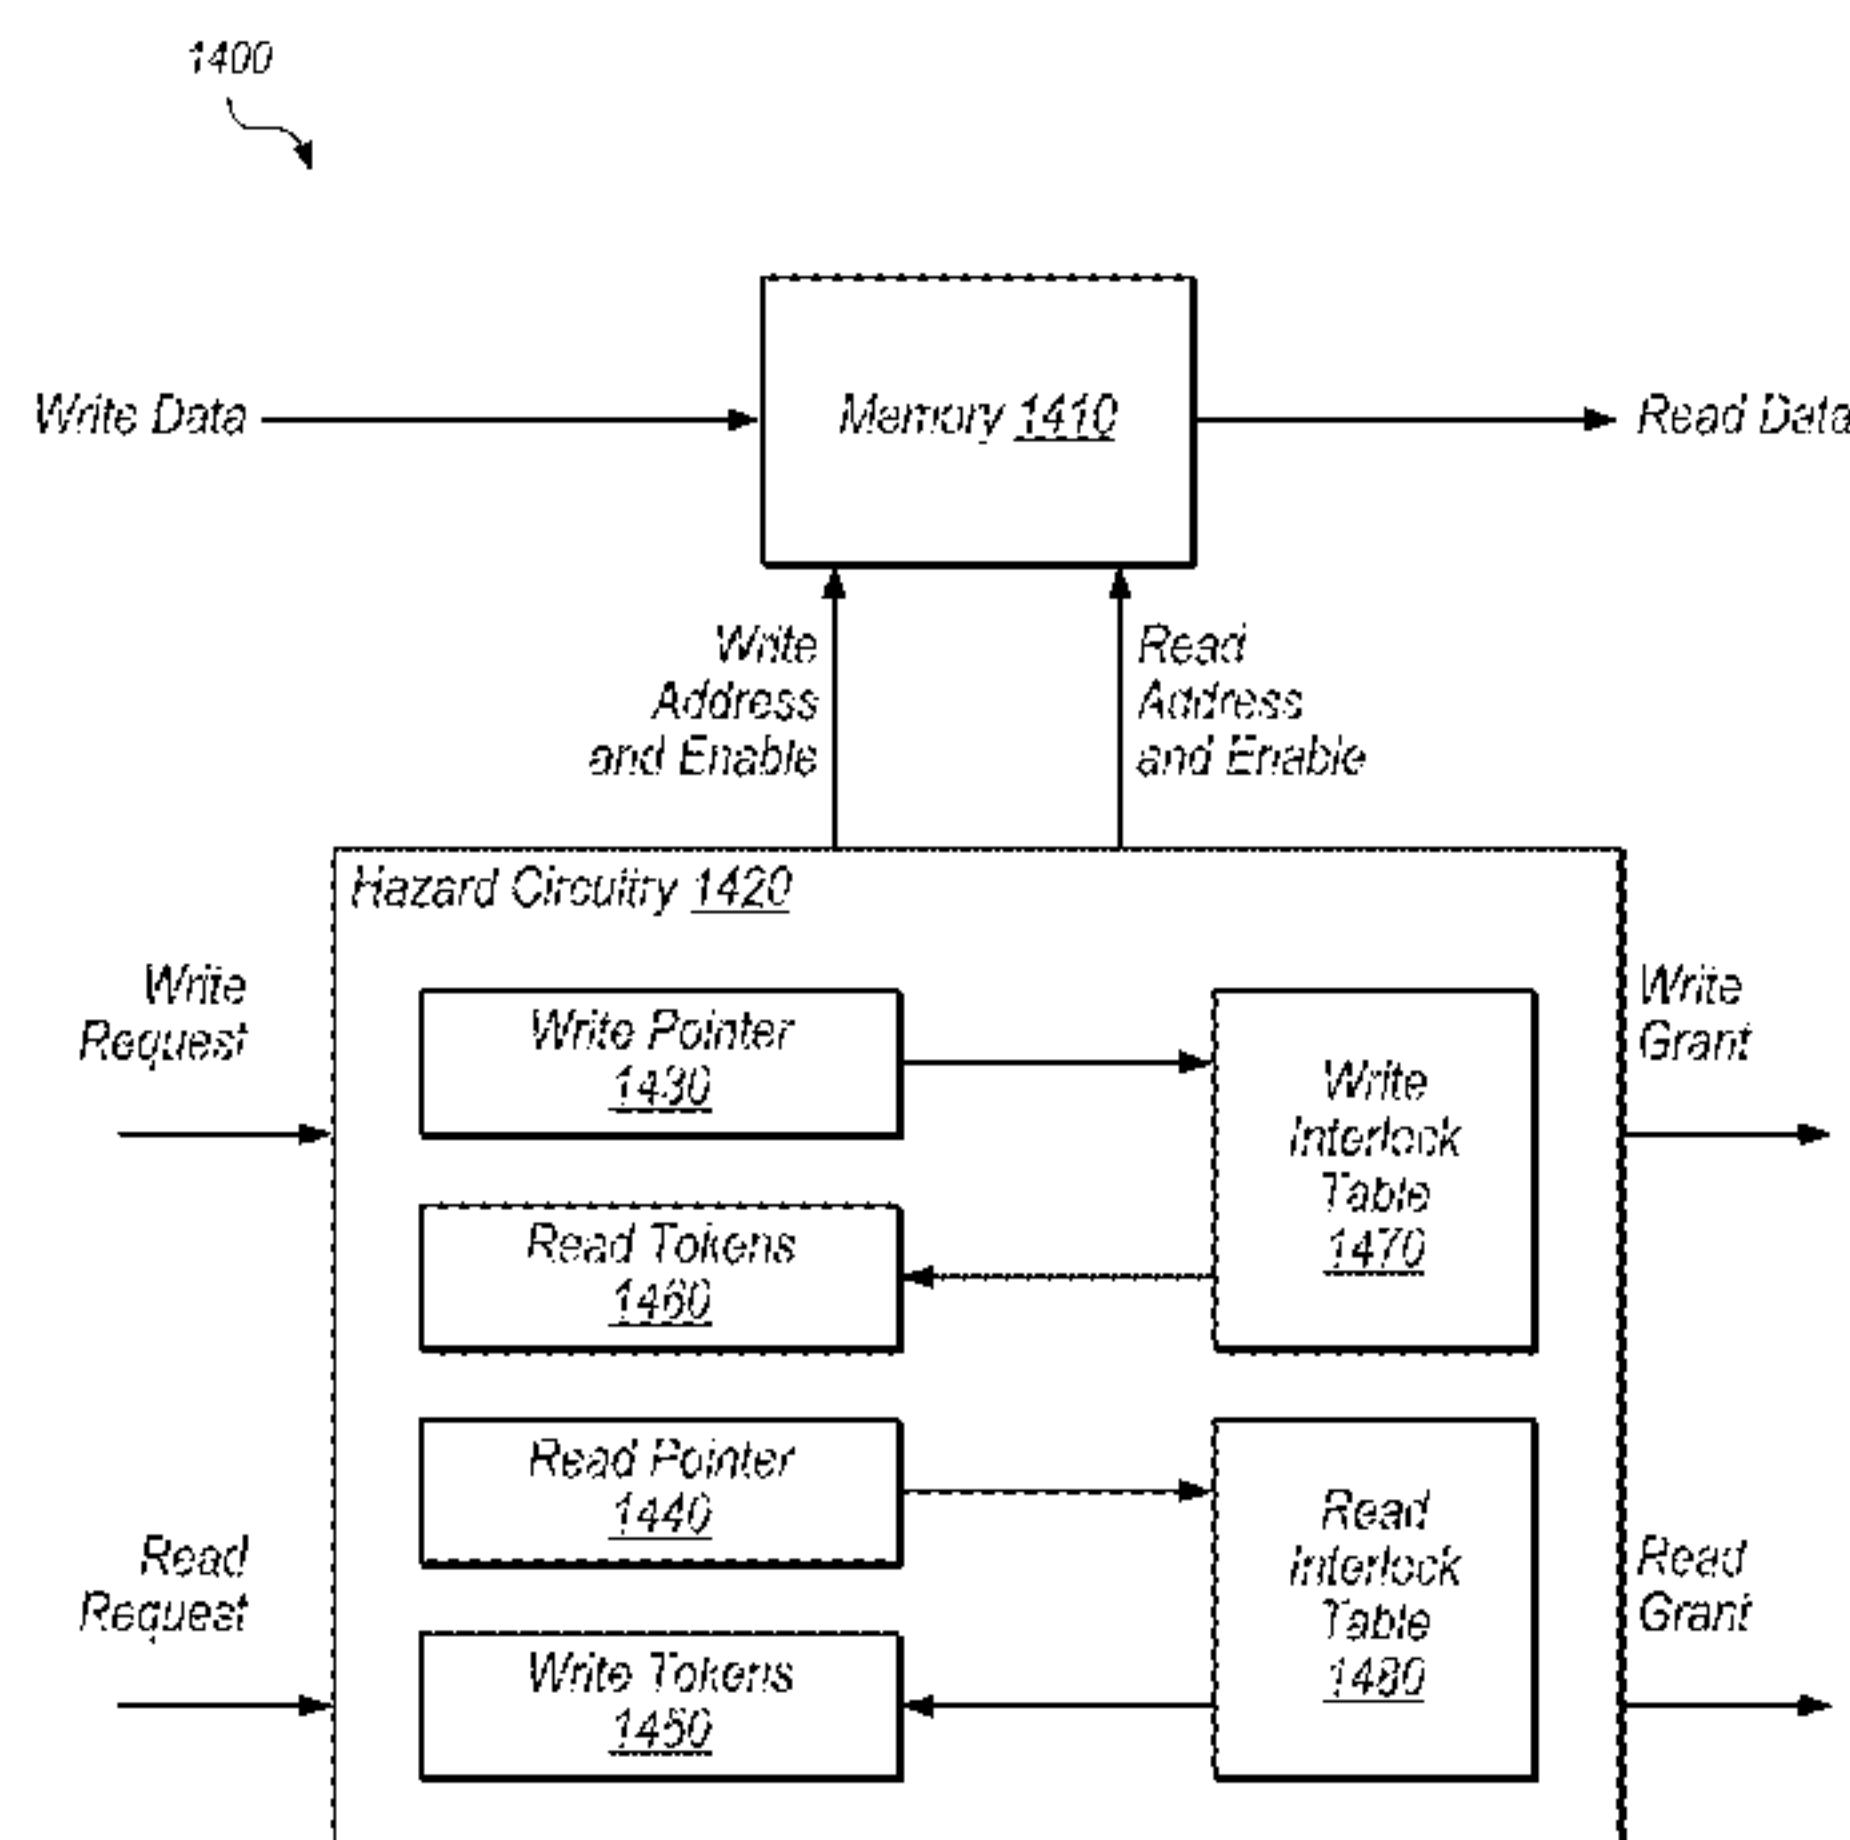 1400
Write Data
Memory 1410
Read Data
Write
Address
and Enable
Read
Address
and Enable
Hazard Circuitry 1420
Write
Request
Write Pointer
1430
Write
Interlock
Table
1470
Write
Grant
Read Tokens
1460
Read Pointer
1440
Read
Request
Read
Interlock
Table
1480
Read
Grant
Write Tokens
1450